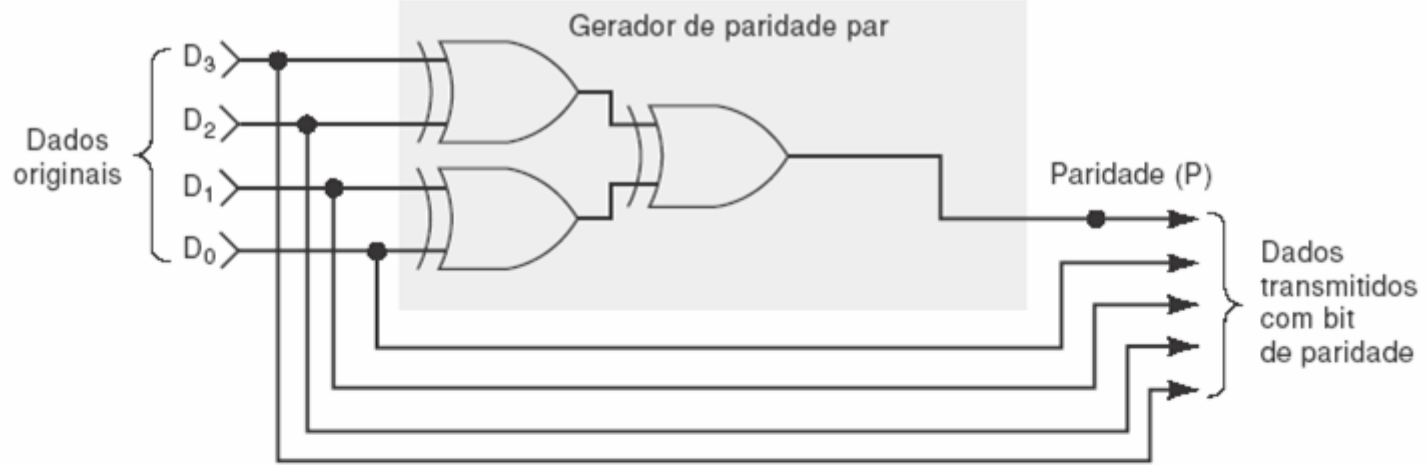 Gerador de paridade par
Dados
originais
D3
D2
D1
D0
Paridade (P)
Dados
transmitidos
com bit
de paridade